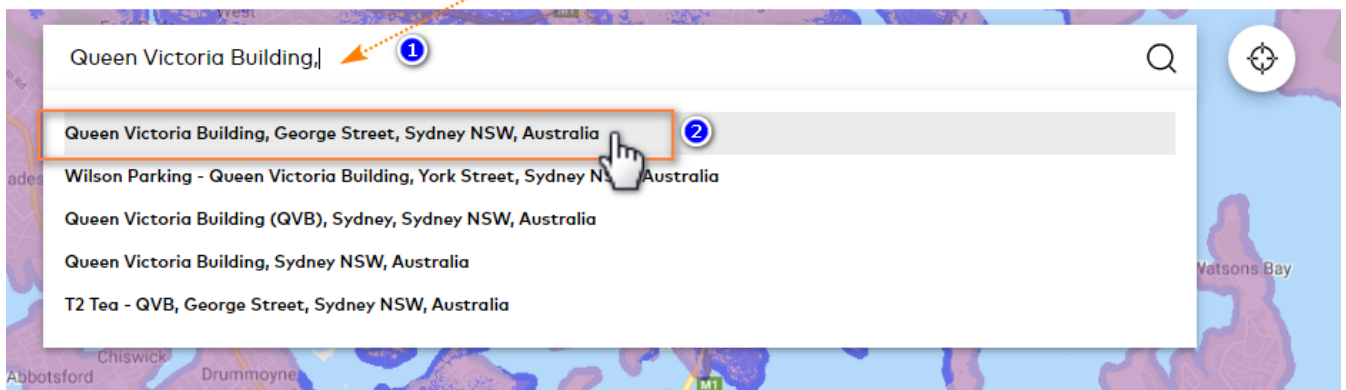 West
Queen Victoria Building,
1
Queen Victoria Building, George Street, Sydney NSW, Australia
2
Wilson Parking - Queen Victoria Building, York Street, Sydney NS Australia
Queen Victoria Building (QVB), Sydney, Sydney NSW, Australia
Queen Victoria Building, Sydney NSW, Australia
Watsons Bay
T2 Tea - QVB, George Street, Sydney NSW, Australia
Chiswick
Abbotsford
Drummoyne
M1